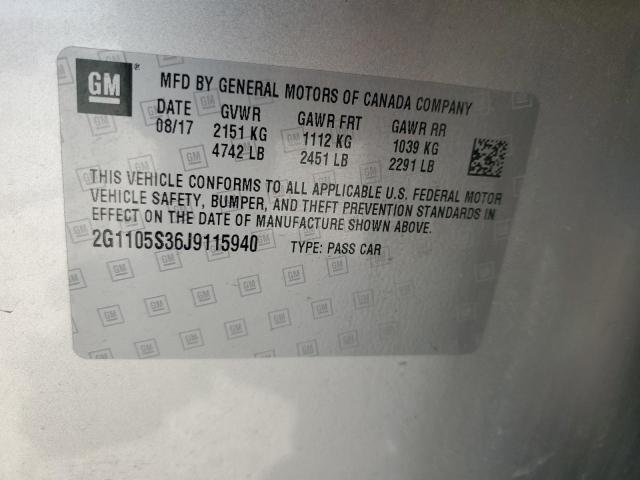 GM
MFD BY GENERAL MOTORS OF CANADA COMPANY
DATE GVWR GAWR FRT GAWR RR
08/17 2151 KG 1112 KG 1039 KG
4742 LB 2451 LB 2291 LB
THIS VEHICLE CONFORMS TO ALL APPLICABLE U.S. FEDERAL MOTOR
VEHICLE SAFETY, BUMPER, AND THEFT PREVENTION STANDARDS IN
EFFECT ON THE DATE OF MANUFACTURE SHOWN ABOVE.
2G1105S36J9115940 TYPE: PASS CAR